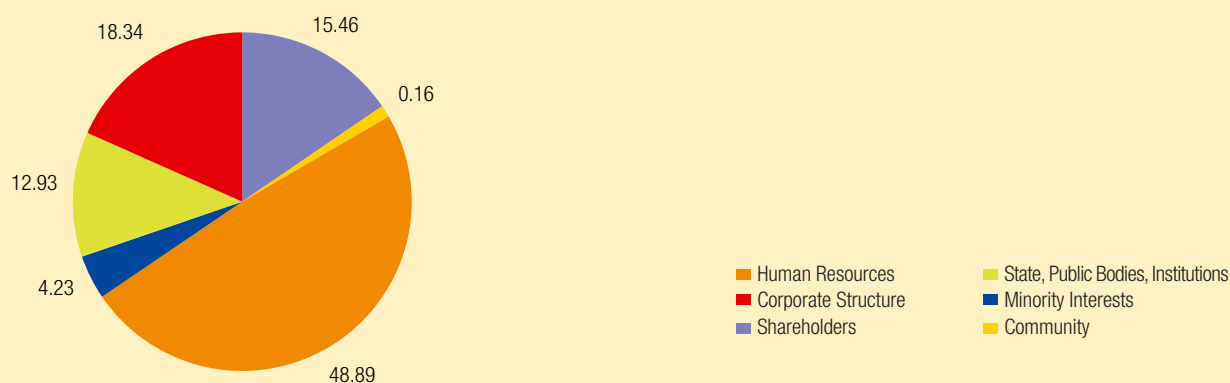 18.34
15.46
0.16
12.93
4.23
48.89
Human Resources
Corporate Structure
Shareholders
State, Public Bodies, Institutions
Minority Interests
Community